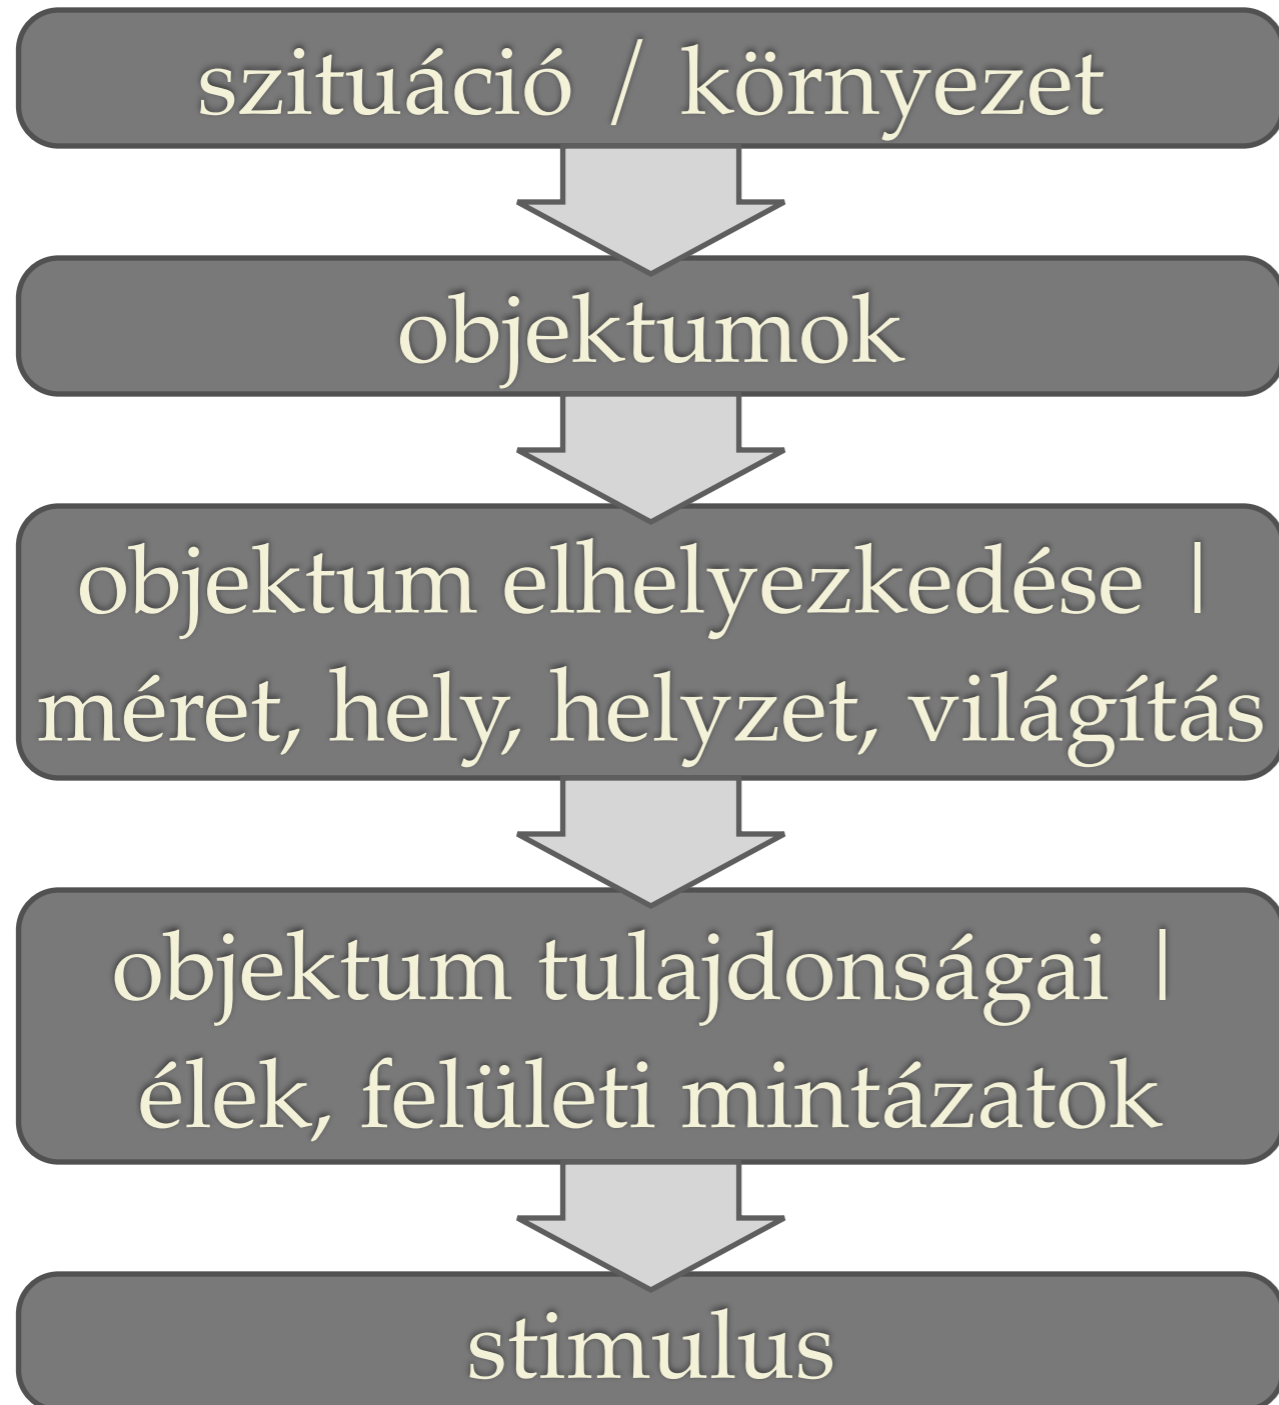 szituáció / környezet
objektumok
objektum elhelyezkedése |
méret, hely, helyzet, világítás
objektum tulajdonságai |
élek, felületi mintázatok
stimulus